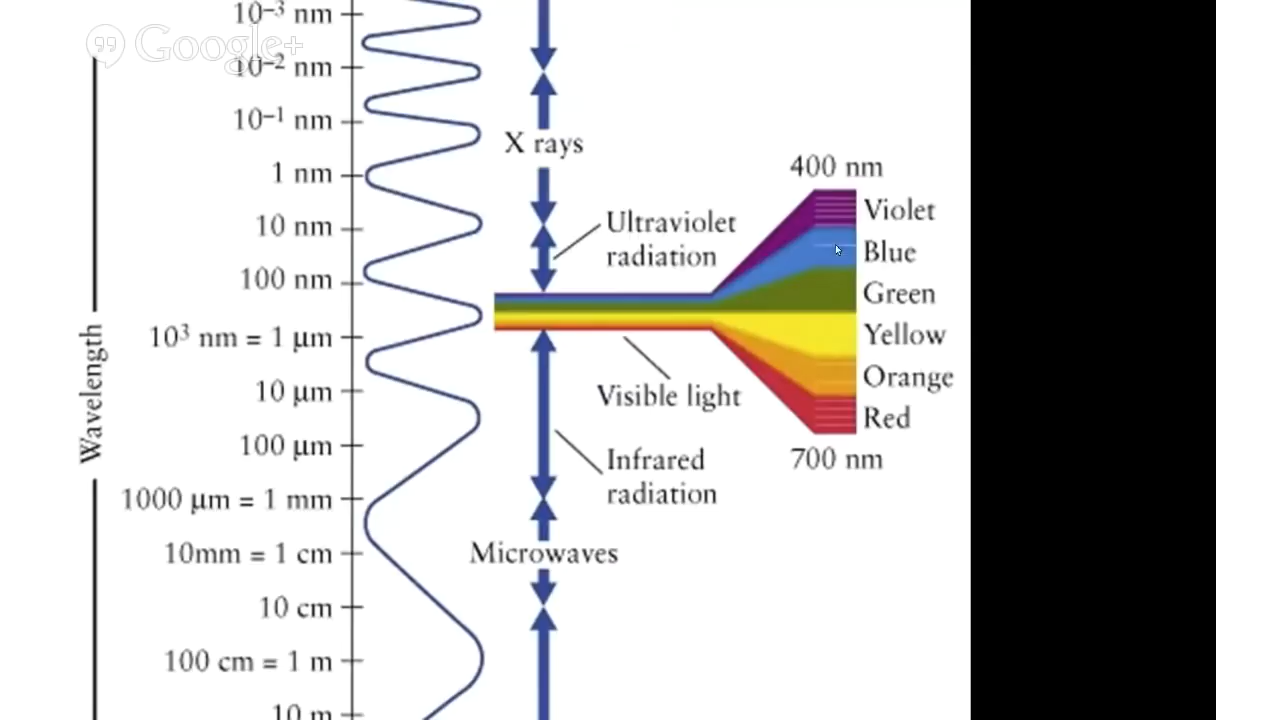 10⁻³ nm
Google+
10⁻² nm
10⁻¹ nm
1 nm
10 nm
100 nm
10³ nm = 1 µm
10 µm
100 µm
1000 µm = 1 mm
10mm = 1 cm
10 cm
100 cm = 1 m
10 m
Wavelength
X rays
Ultraviolet
radiation
Visible light
Infrared
radiation
Microwaves
400 nm
Violet
Blue
Green
Yellow
Orange
Red
700 nm